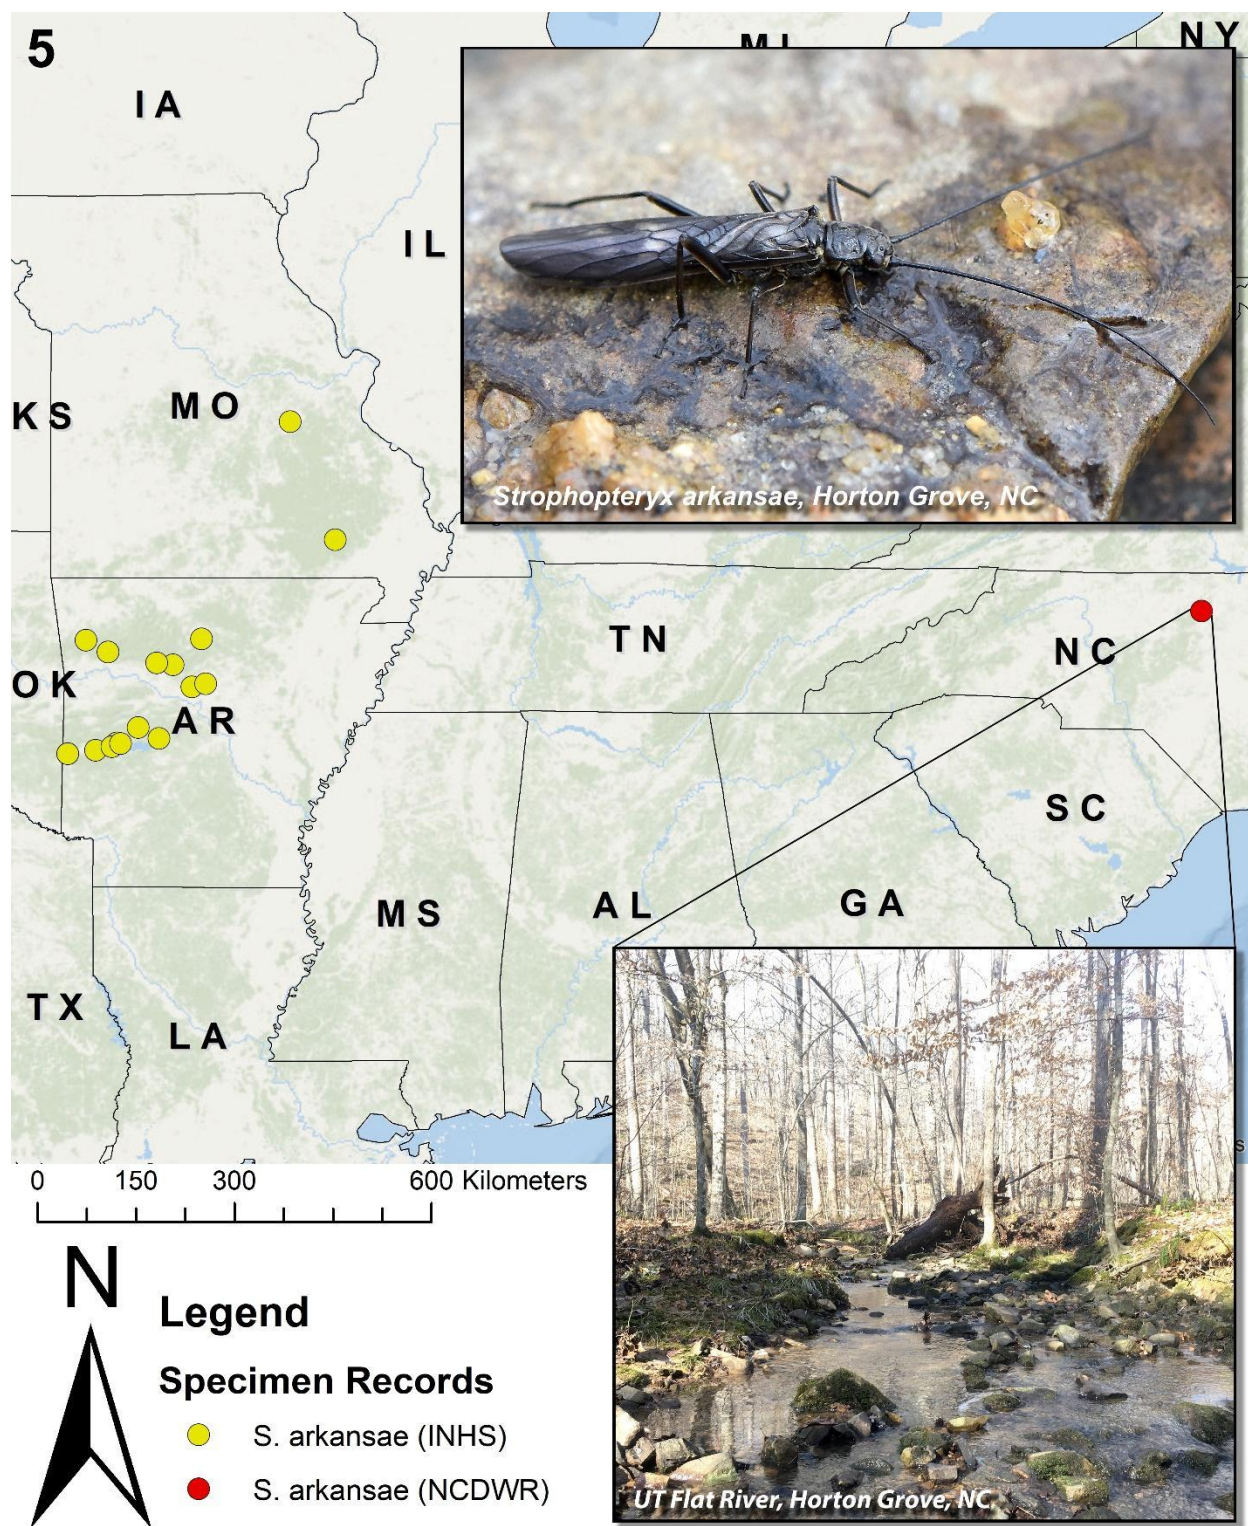 5
NY
IA
IL
Strophopteryx arkansae, Horton Grove, NC
KS
MO
TN
NC
OK
AR
SC
MS
AL
GA
TX
LA
0 150 300 600 Kilometers
N
Legend
Specimen Records
S. arkansae (INHS)
S. arkansae (NCDWR)
UT Flat River, Horton Grove, NC